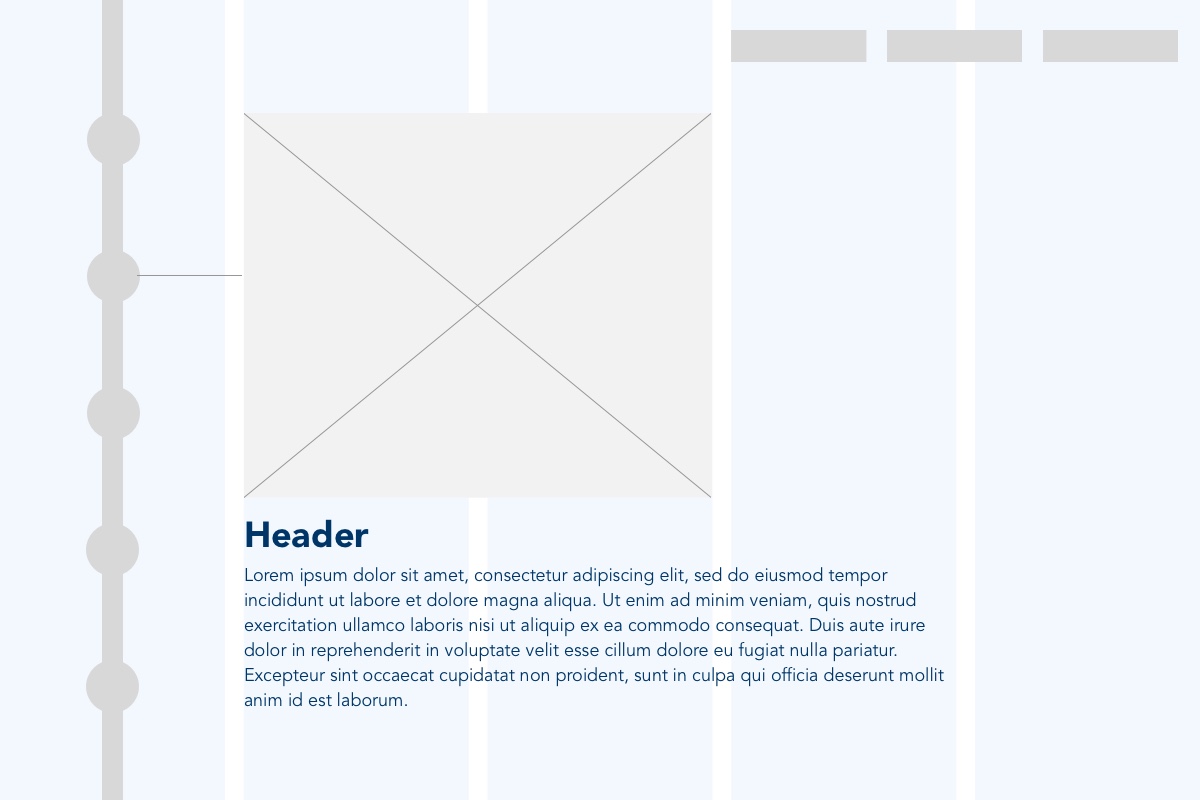 Header
Lorem ipsum dolor sit amet, consectetur adipiscing elit, sed do eiusmod tempor
incididunt ut labore et dolore magna aliqua. Ut enim ad minim veniam, quis nostrud
exercitation ullamco laboris nisi ut aliquip ex ea commodo consequat. Duis aute irure
dolor in reprehenderit in voluptate velit esse cillum dolore eu fugiat nulla pariatur.
Excepteur sint occaecat cupidatat non proident, sunt in culpa qui officia deserunt mollit
anim id est laborum.